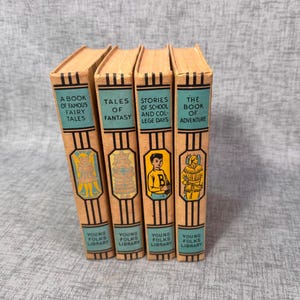 A BOOK
OF FAMOUS
FAIRY
TALES
YOUNG
FOLKS
LIBRARY
TALES
OF
FANTASY
YOUNG
FOLKS
LIBRARY
STORIES
OF SCHOOL
AND COL-
LEGE DAYS
B
YOUNG
FOLKS
LIBRARY
THE
BOOK
OF
ADVENTURE
YOUNG
FOLKS
LIBRARY